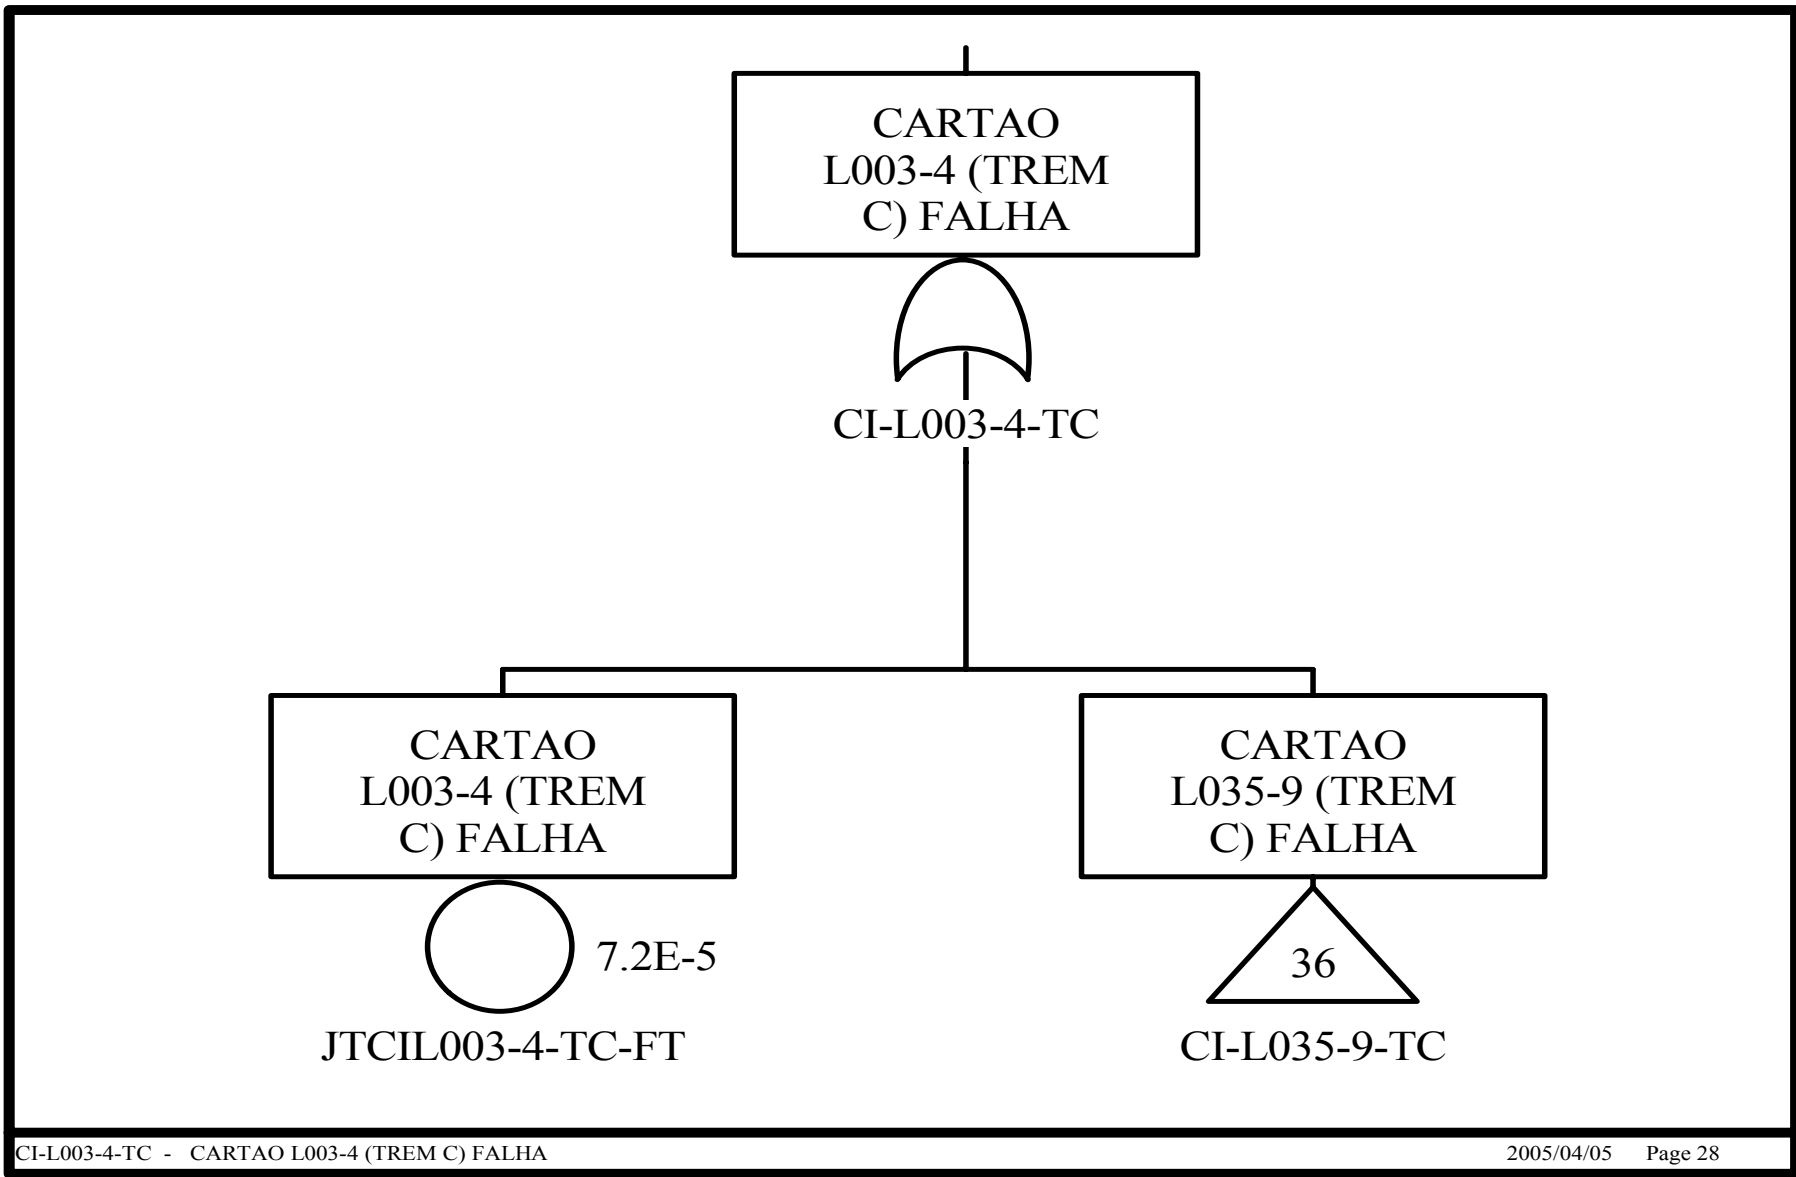 CARTAO
L003-4 (TREM
C) FALHA
CI-L003-4-TC
CARTAO
L003-4 (TREM
C) FALHA
7.2E-5
JTCIL003-4-TC-FT
CARTAO
L035-9 (TREM
C) FALHA
36
CI-L035-9-TC
CI-L003-4-TC - CARTAO L003-4 (TREM C) FALHA 2005/04/05 Page 28